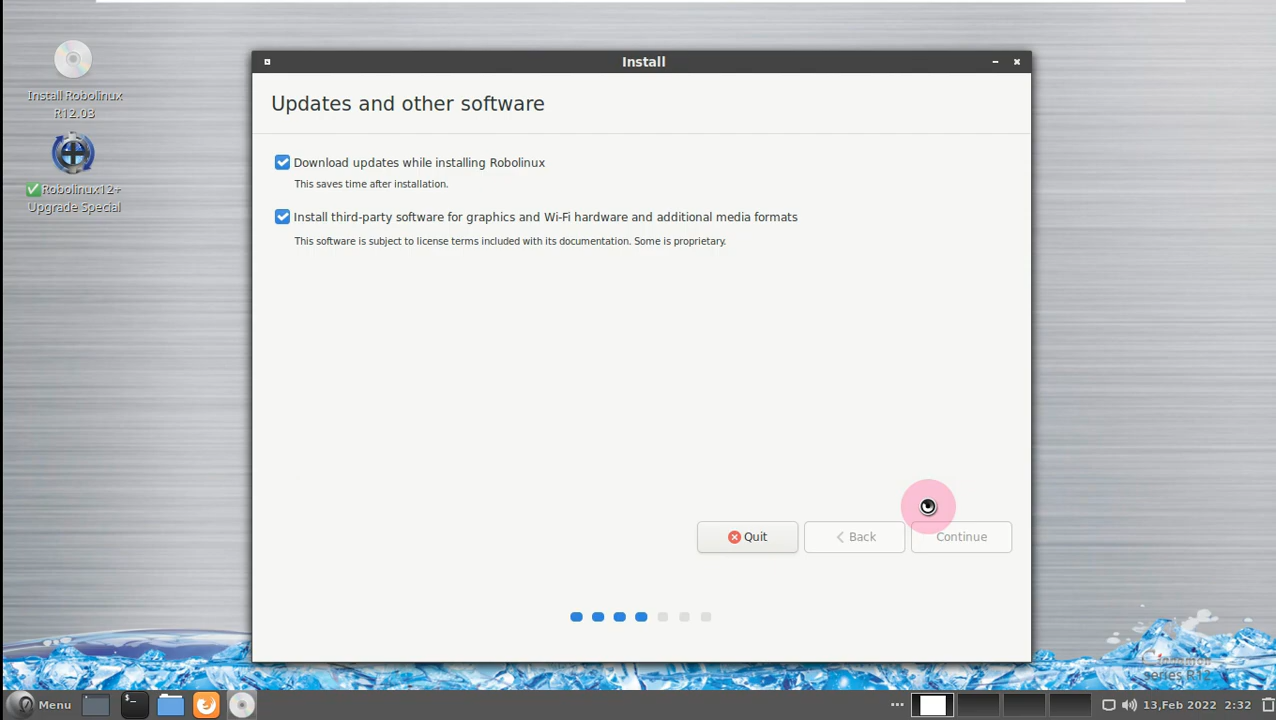 Install
Install Robolinux
R12.03
✅Robolinux12+
Upgrade Special
Updates and other software
Download updates while installing Robolinux
This saves time after installation.
Install third-party software for graphics and Wi-Fi hardware and additional media formats
This software is subject to license terms included with its documentation. Some is proprietary.
Quit
Back
Continue
series R12
Menu
$_
13,Feb 2022
2:32